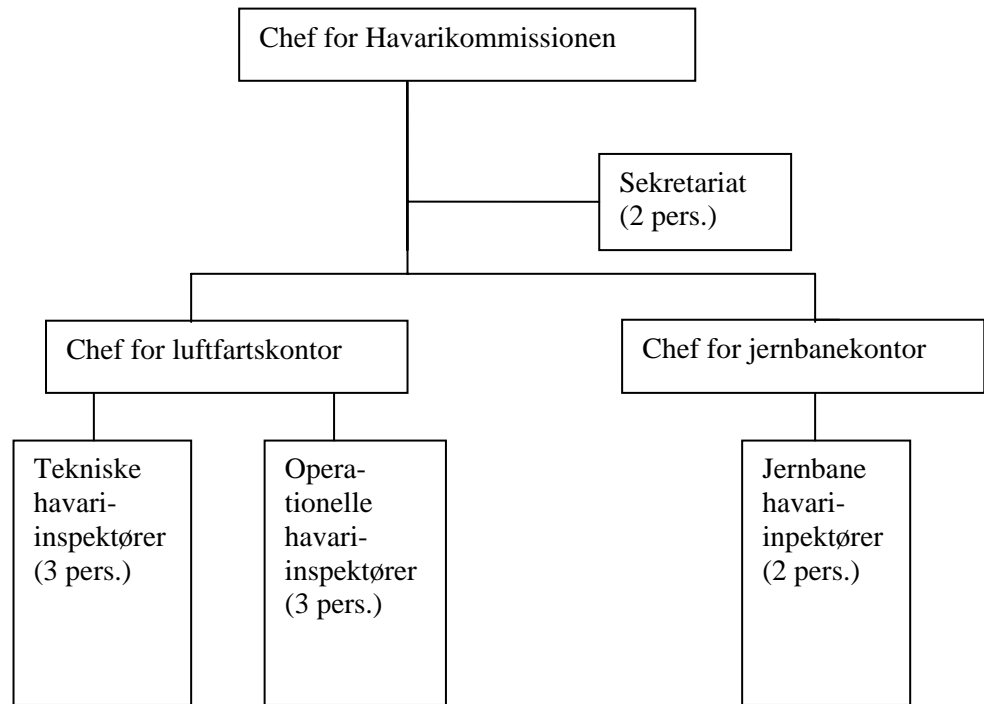 Chef for Havarikommissionen
Sekretariat
(2 pers.)
Chef for luftfartskontor
Chef for jernbanekontor
Tekniske
havari-
inspektører
(3 pers.)
Opera-
tionelle
havari-
inspektører
(3 pers.)
Jernbane
havari-
inpektører
(2 pers.)